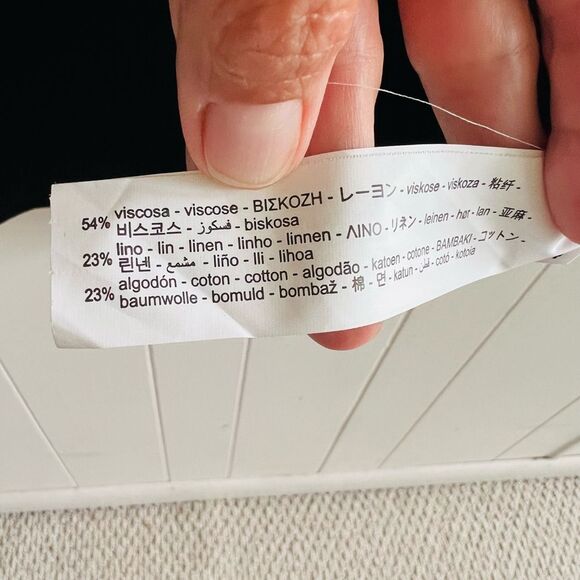 viscosa - viscose - ΒΙΣΚΟΖΗ - レーヨン - viskose - viskoza - 粘纤 -
54% 비스코스 - فسكوز - biskosa
lino - lin - linen - linho - linnen - ΛΙΝΟ - リネン - leinen - hør - lan - 亚麻 -
23% 린넨 - مشمع - liño - lli - lihoa
algodón - coton - cotton - algodão - katoen - cotone - BAMBAKI - コットン -
23% baumwolle - bomuld - bombaž - 棉 - 면 - katun - قطن - cotó - kotoia